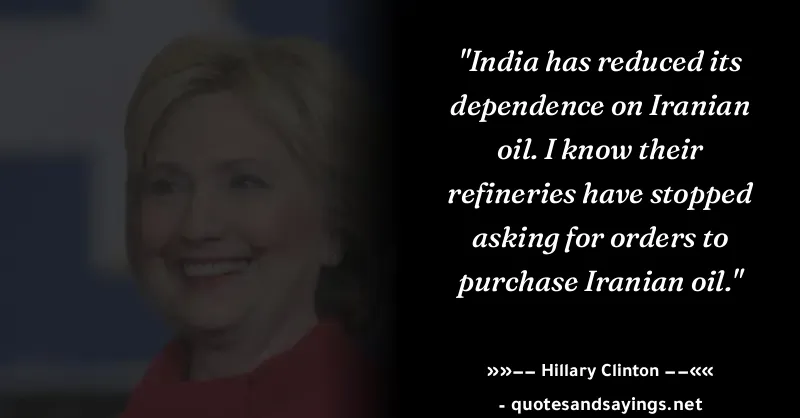 "India has reduced its
dependence on Iranian
oil. I know their
refineries have stopped
asking for orders to
purchase Iranian oil."
»»–– Hillary Clinton ––««
- quotesandsayings.net